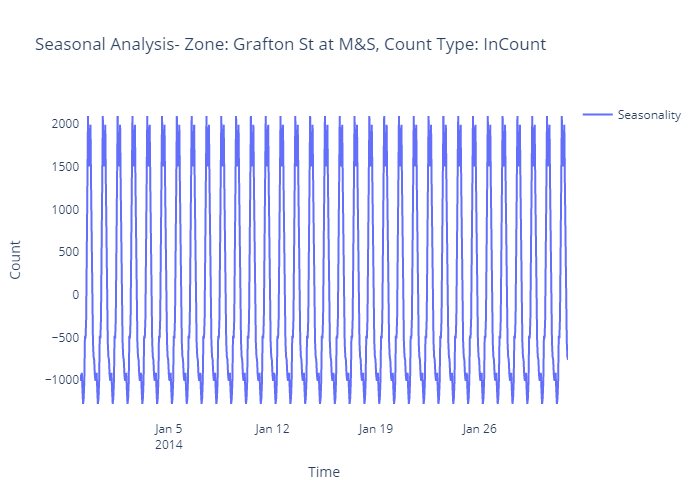 Seasonal Analysis- Zone: Grafton St at M&S, Count Type: InCount
Seasonality
2000
1500
1000
500
0
−500
−1000
Count
Jan 5
2014
Jan 12
Jan 19
Jan 26
Time